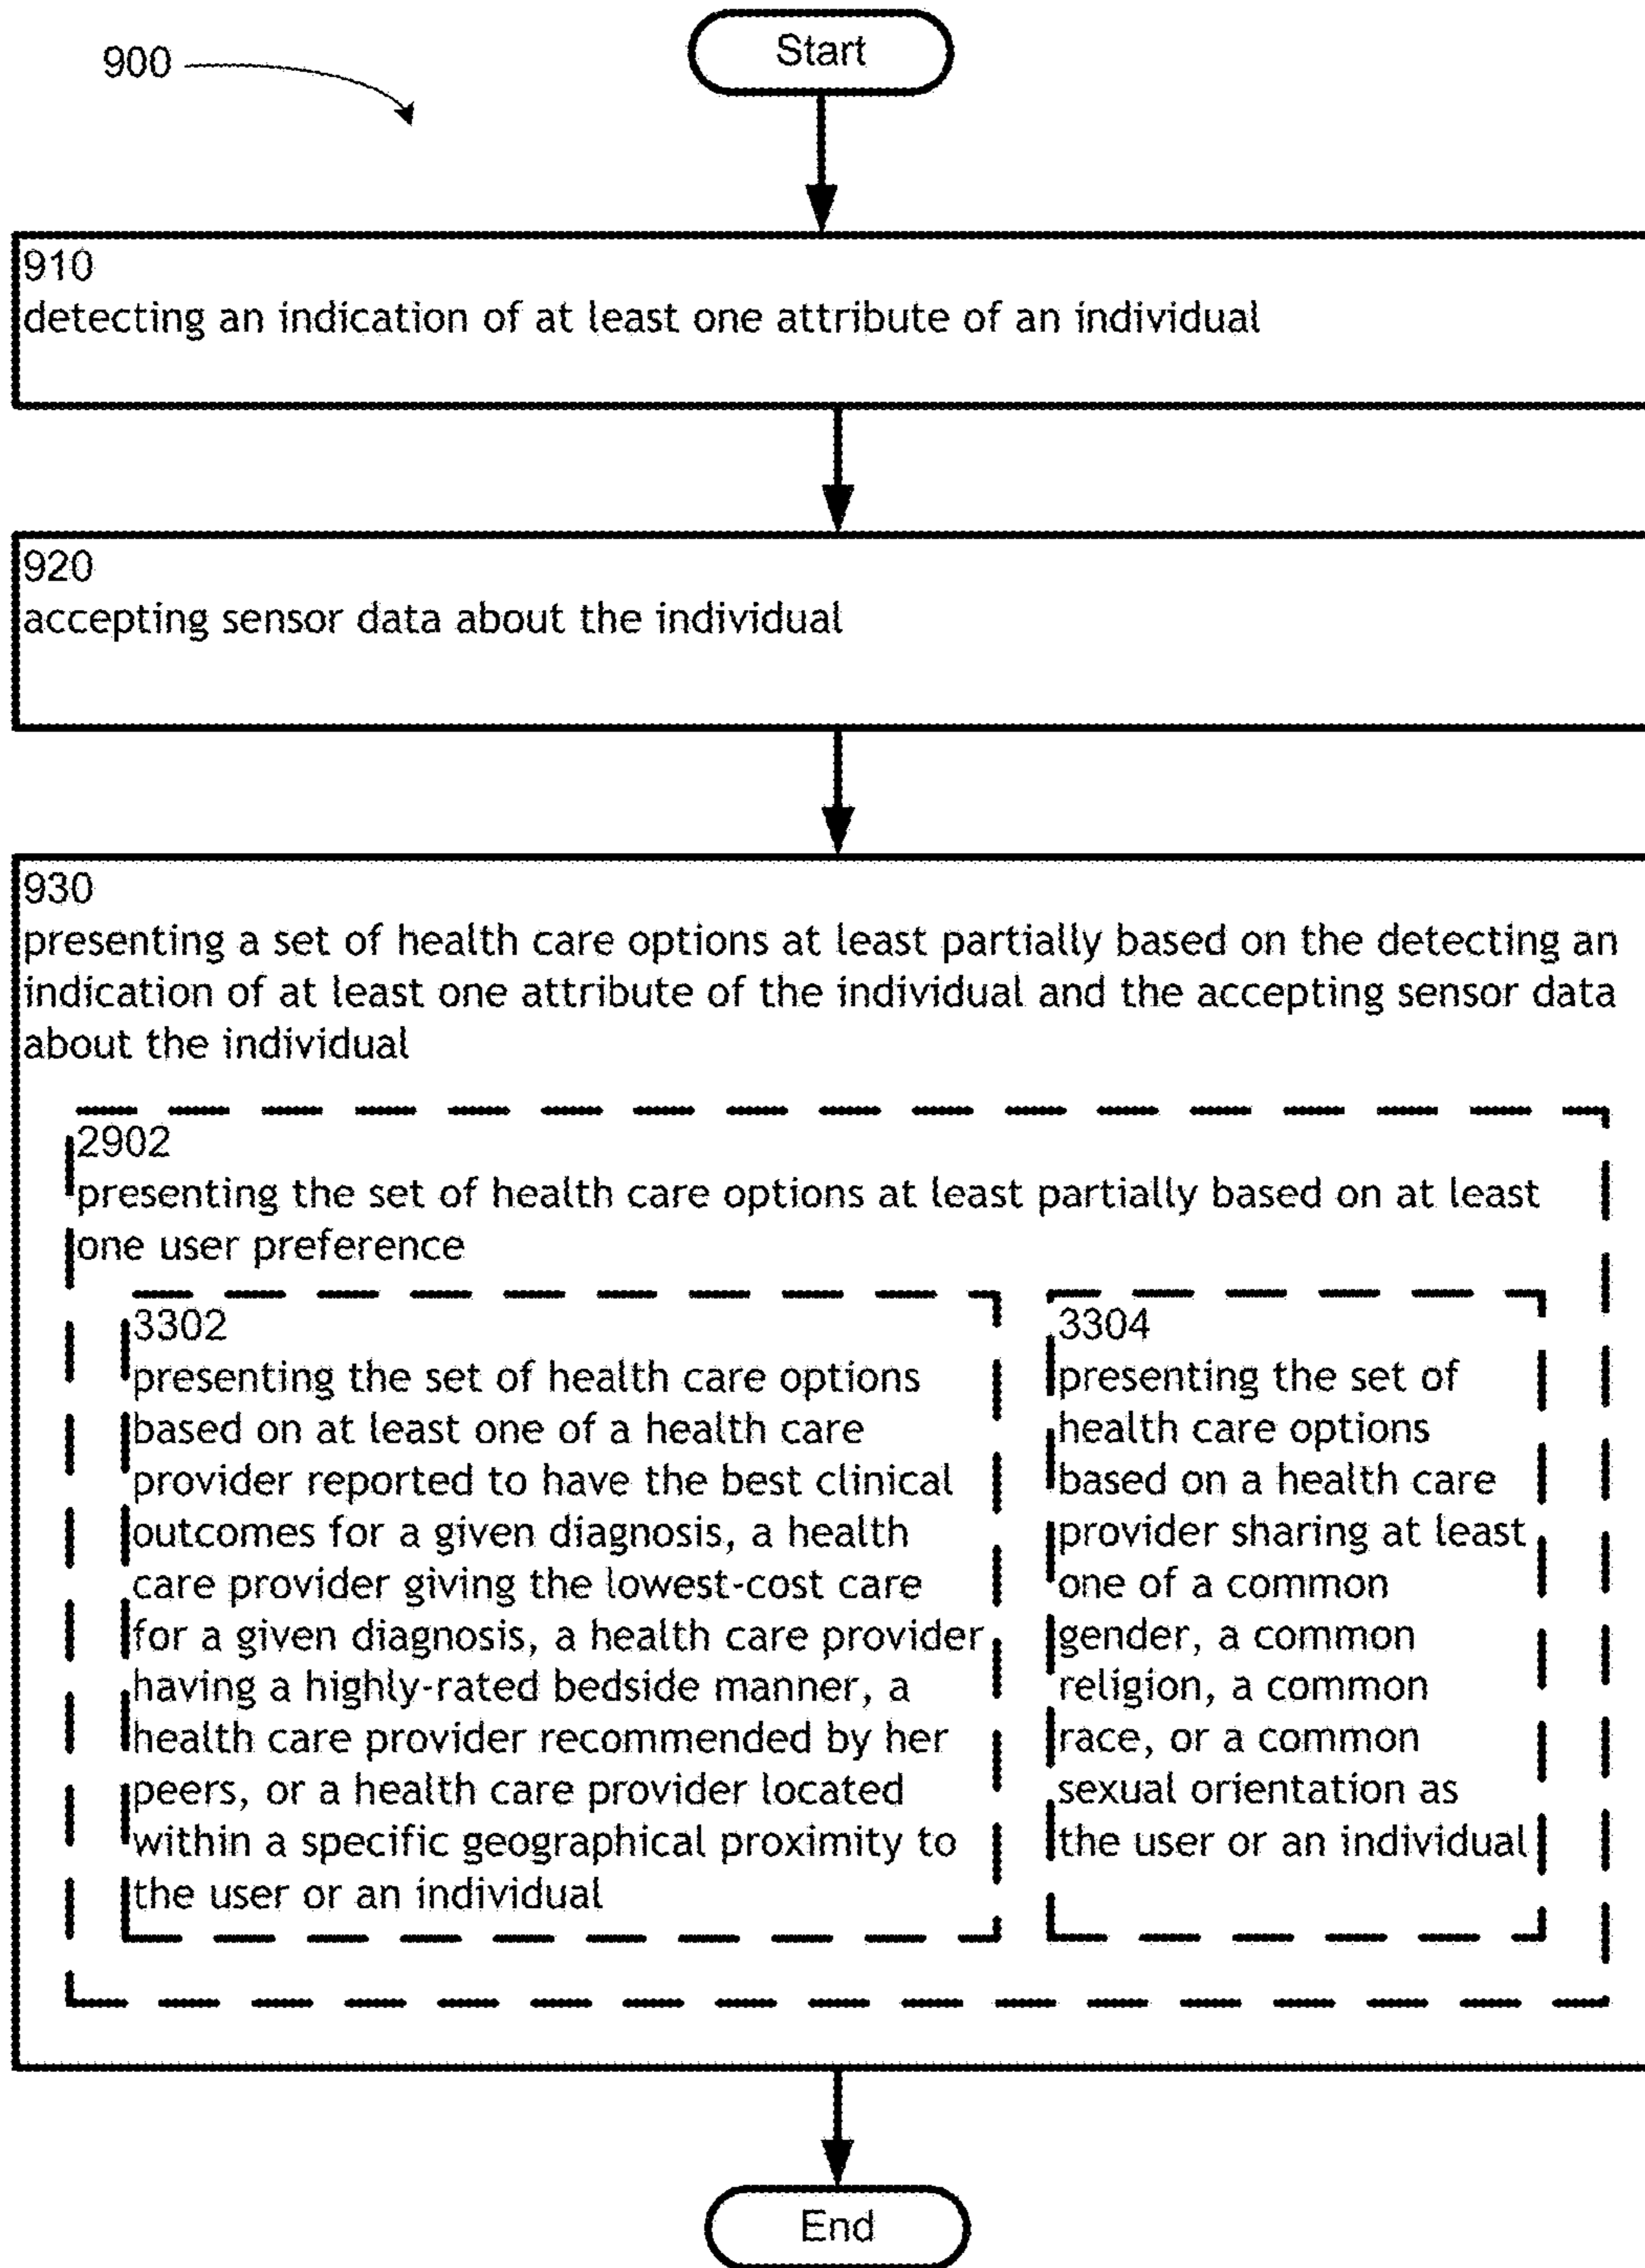 Start
900
910
detecting an indication of at least one attribute of an individual
920
accepting sensor data about the individual
930
presenting a set of health care options at least partially based on the detecting an
indication of at least one attribute of the individual and the accepting sensor data
about the individual
2902
presenting the set of health care options at least partially based on at least
one user preference
3302
presenting the set of health care options
based on at least one of a health care
provider reported to have the best clinical
outcomes for a given diagnosis, a health
care provider giving the lowest-cost care
for a given diagnosis, a health care provider
having a highly-rated bedside manner, a
health care provider recommended by her
peers, or a health care provider located
within a specific geographical proximity to
the user or an individual
3304
presenting the set of
health care options
based on a health care
provider sharing at least
one of a common
gender, a common
religion, a common
race, or a common
sexual orientation as
the user or an individual
End